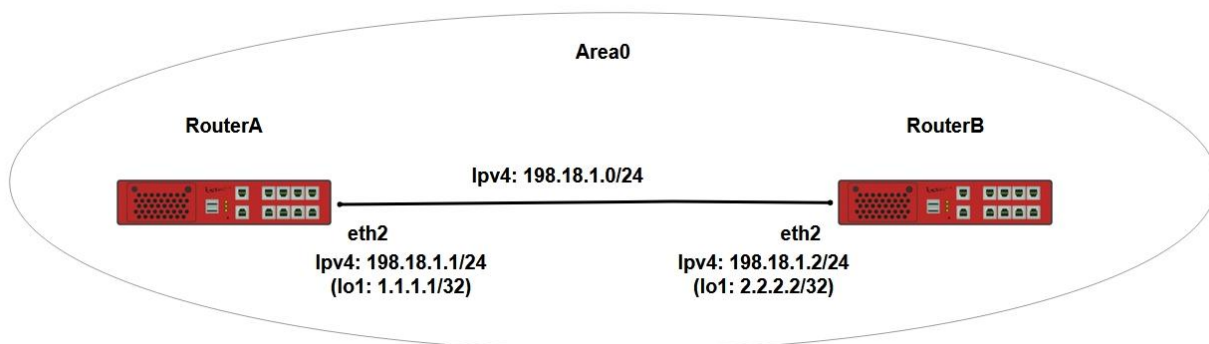 Area0
RouterA
RouterB
Ipv4: 198.18.1.0/24
eth2
eth2
Ipv4: 198.18.1.1/24
Ipv4: 198.18.1.2/24
(lo1: 1.1.1.1/32)
(lo1: 2.2.2.2/32)